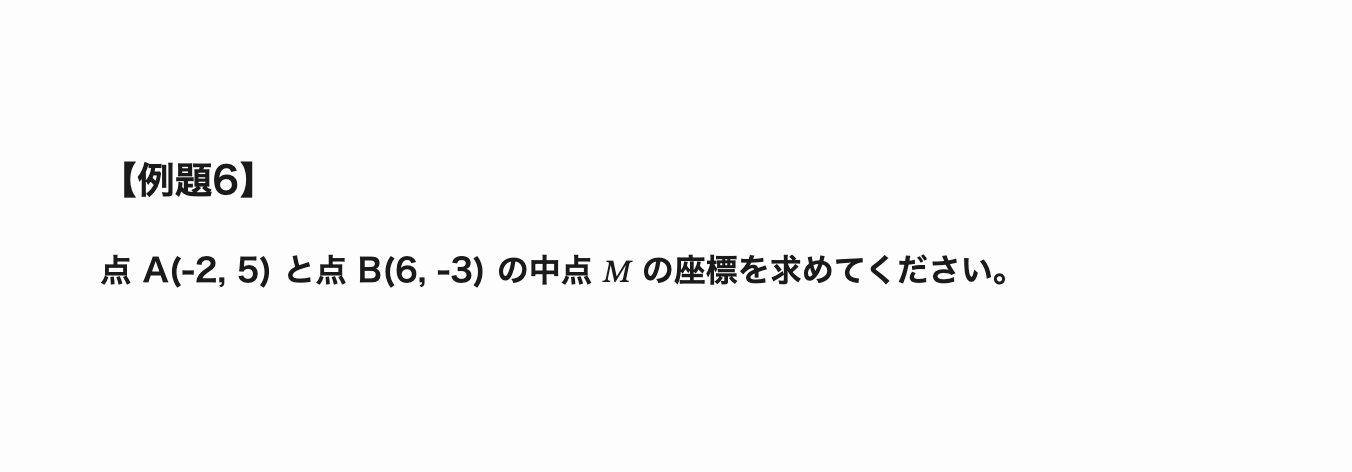 【例題6】
点 A(-2, 5) と点 B(6, -3) の中点 M の座標を求めてください。